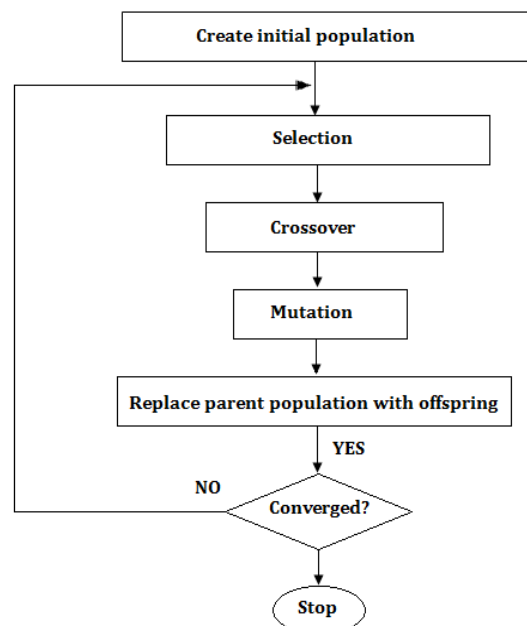 Create initial population
Selection
Crossover
Mutation
Replace parent population with offspring
YES
NO
Converged?
Stop